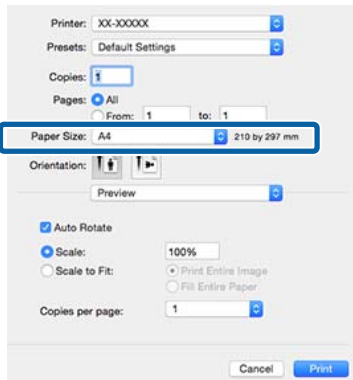 Printer: XX-XXXXX
Presets: Default Settings
Copies: 1
Pages: All
From: 1 to: 1
Paper Size: A4 210 by 297 mm
Orientation:
Preview
Auto Rotate
Scale: 100%
Scale to Fit: Print Entire Image
Fill Entire Paper
Copies per page: 1
Cancel Print